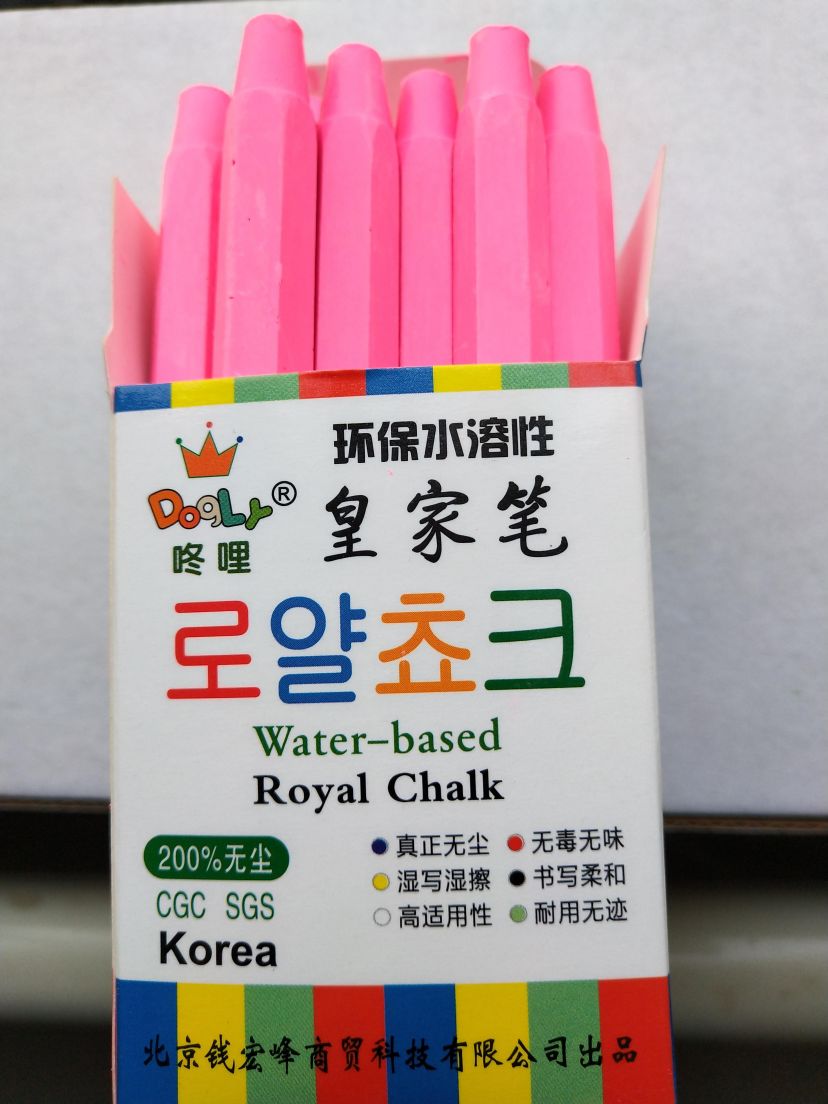 环保水溶性
DogLy®
咚哩
皇家笔
로얄쵸크
Water-based
Royal Chalk
200%无尘
CGC SGS
Korea
真正无尘 无毒无味
湿写湿擦 书写柔和
高适用性 耐用无迹
北京钱宏峰商贸科技有限公司出品